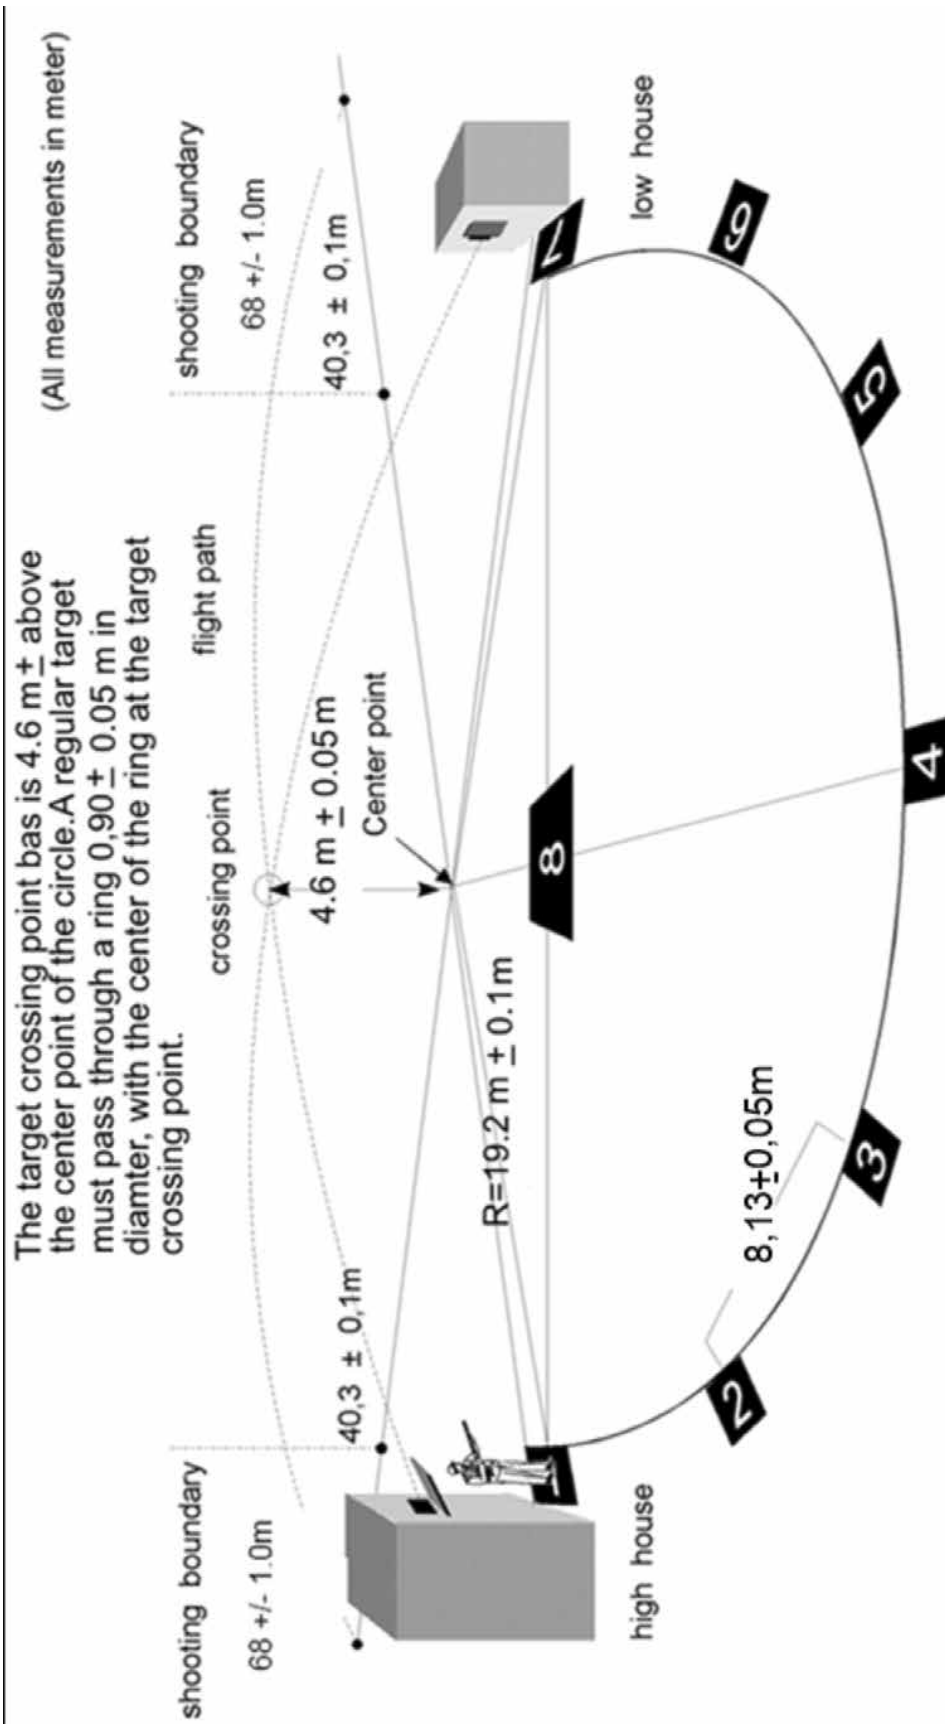 The target crossing point bas is 4.6 m± above
the center point of the circle.A regular target
must pass through a ring 0,90± 0.05 m in
diamter, with the center of the ring at the target
crossing point.
(All measurements in meter)
shooting boundary
68 +/- 1.0m
40,3 ± 0,1m
crossing point
flight path
shooting boundary
68 +/- 1.0m
40,3 ± 0,1m
4.6 m ± 0.05m
Center point
R=19.2 m ± 0.1m
high house
low house
1
2
3
4
5
6
7
8
8,13±0,05m